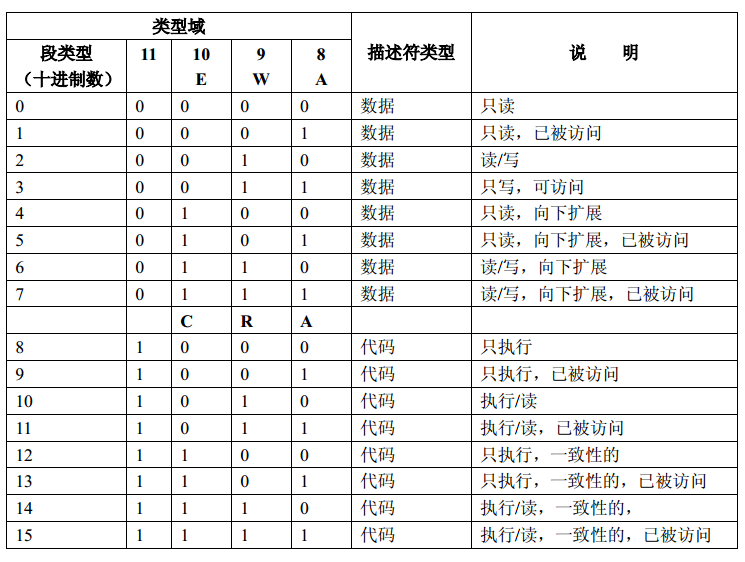 类型域
段类型 11 10 9 8 描述符类型 说 明
（十进制数） E W A
0 0 0 0 0 数据 只读
1 0 0 0 1 数据 只读，已被访问
2 0 0 1 0 数据 读/写
3 0 0 1 1 数据 只写，可访问
4 0 1 0 0 数据 只读，向下扩展
5 0 1 0 1 数据 只读，向下扩展，已被访问
6 0 1 1 0 数据 读/写，向下扩展
7 0 1 1 1 数据 读/写，向下扩展，已被访问
C R A
8 1 0 0 0 代码 只执行
9 1 0 0 1 代码 只执行，已被访问
10 1 0 1 0 代码 执行/读
11 1 0 1 1 代码 执行/读，已被访问
12 1 1 0 0 代码 只执行，一致性的
13 1 1 0 1 代码 只执行，一致性的，已被访问
14 1 1 1 0 代码 执行/读，一致性的，
15 1 1 1 1 代码 执行/读，一致性的，已被访问